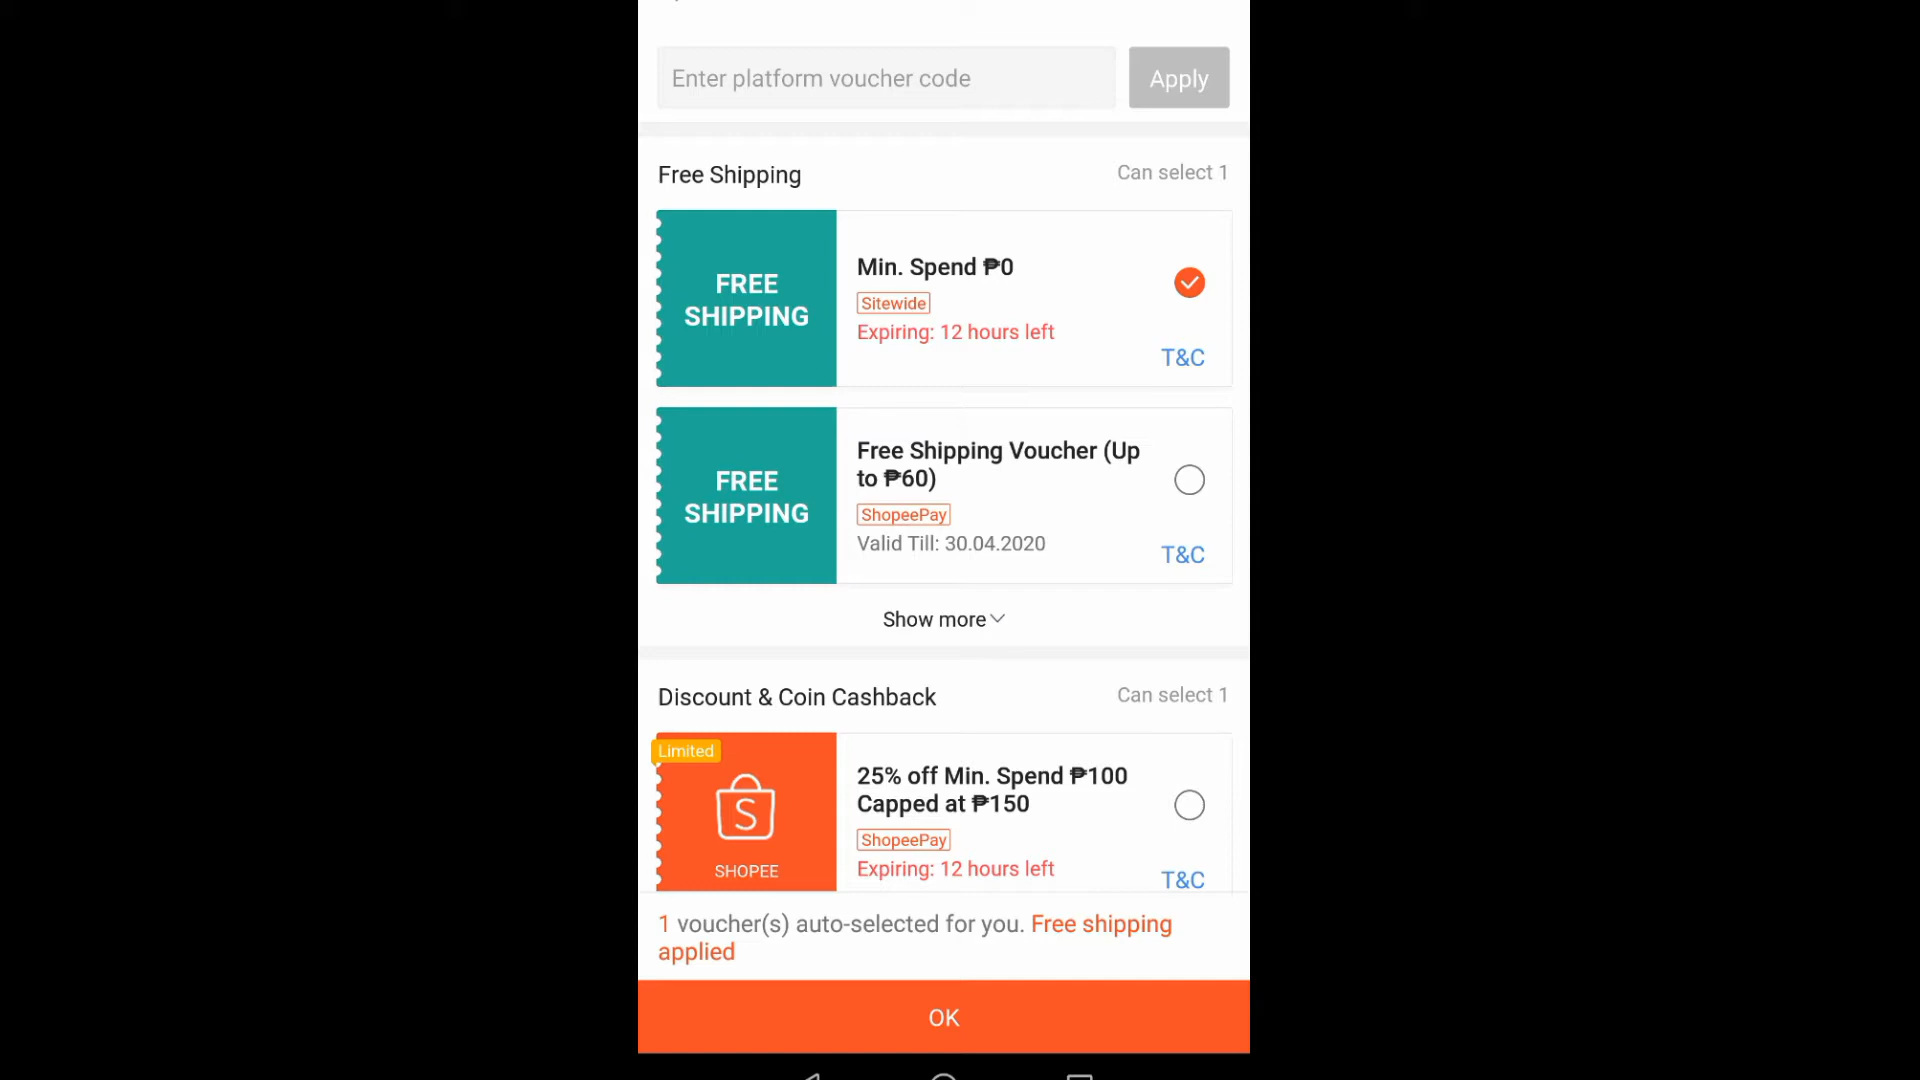 Enter platform voucher code
Apply
Free Shipping
Can select 1
FREE
SHIPPING
Min. Spend ₱0
Sitewide
Expiring: 12 hours left
T&C
FREE
SHIPPING
Free Shipping Voucher (Up
to ₱60)
ShopeePay
Valid Till: 30.04.2020
T&C
Show more
Discount & Coin Cashback
Can select 1
Limited
S
SHOPEE
25% off Min. Spend ₱100
Capped at ₱150
ShopeePay
Expiring: 12 hours left
T&C
1 voucher(s) auto-selected for you. Free shipping
applied
OK